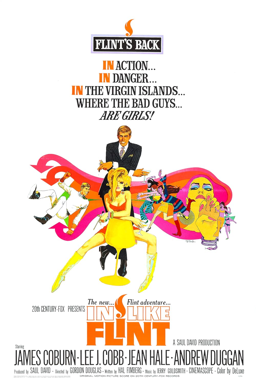 FLINT'S BACK
IN ACTION...
IN DANGER...
IN THE VIRGIN ISLANDS...
WHERE THE BAD GUYS...
ARE GIRLS!
20th CENTURY-FOX PRESENTS
The new... Flint adventure...
IN LIKE
FLINT
A SAUL DAVID PRODUCTION
Starring
JAMES COBURN · LEE J. COBB · JEAN HALE · ANDREW DUGGAN
Produced by SAUL DAVID · Directed by GORDON DOUGLAS · Written by HAL FIMBERG · Music by JERRY GOLDSMITH · CINEMASCOPE · Color by DeLuxe